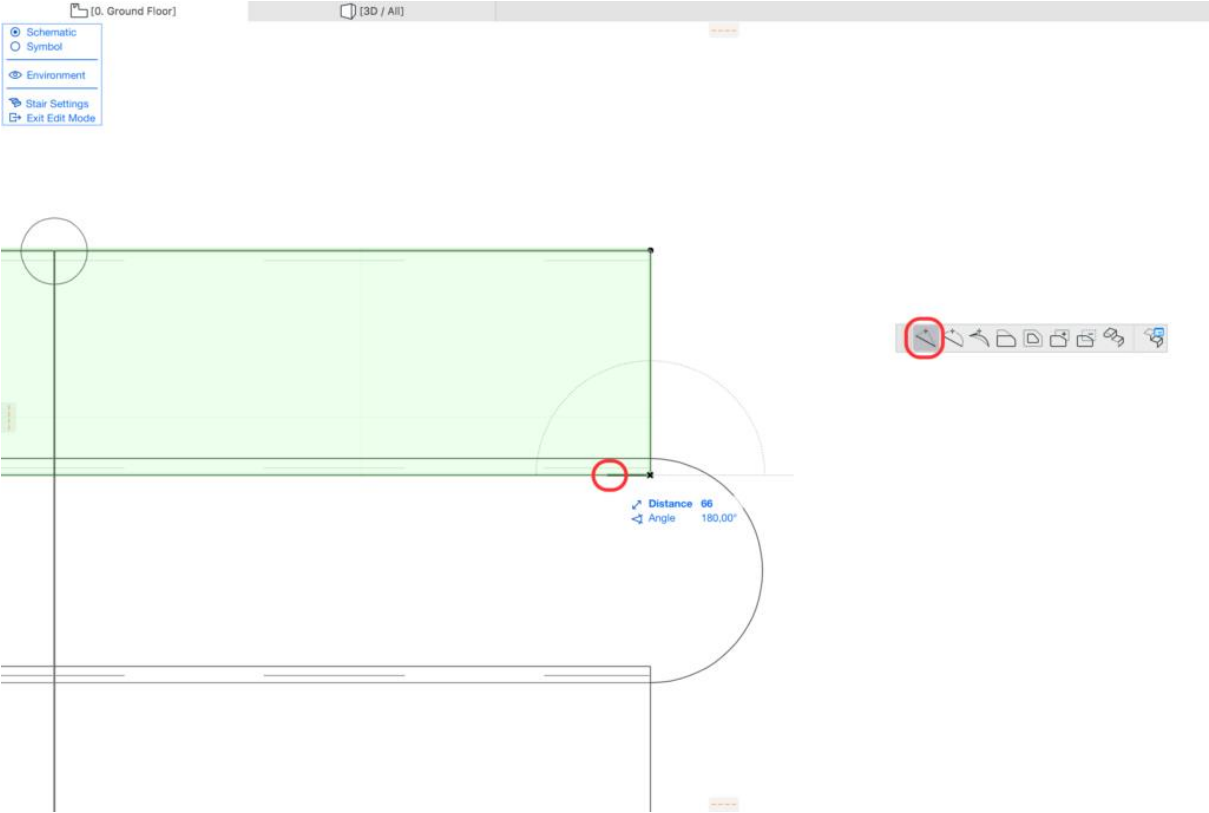 [0. Ground Floor]
[3D / All]
Schematic
Symbol
Environment
Stair Settings
Exit Edit Mode
Distance 66
Angle 180,00°